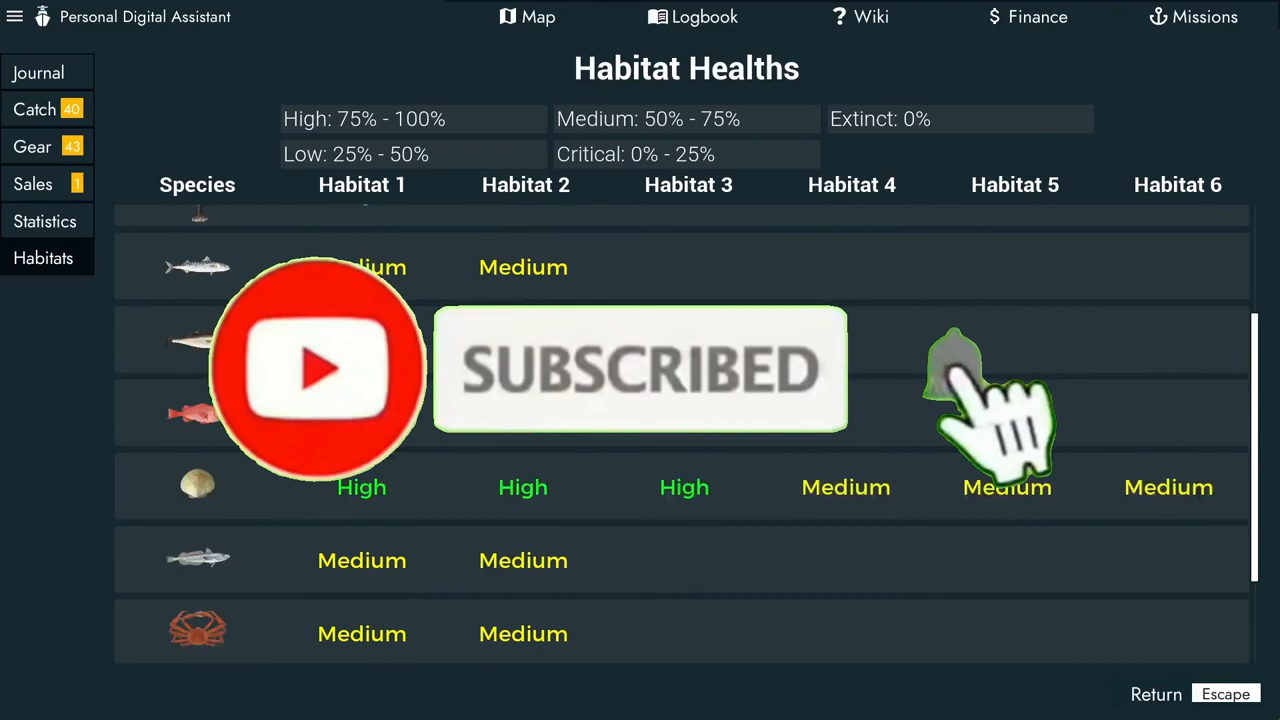 Personal Digital Assistant Map Logbook ? Wiki $ Finance Missions
Habitat Healths
Journal
Catch 40
Gear 43
Sales 1
Statistics
Habitats
High: 75% - 100% Medium: 50% - 75% Extinct: 0%
Low: 25% - 50% Critical: 0% - 25%
Species Habitat 1 Habitat 2 Habitat 3 Habitat 4 Habitat 5 Habitat 6
Medium
SUBSCRIBED
High High High Medium Medium Medium
Medium Medium
Medium Medium
Return Escape